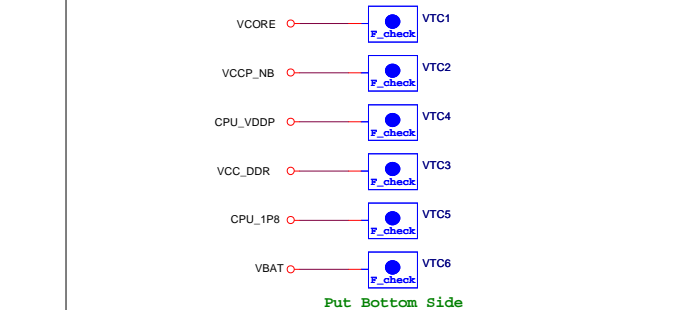 VCORE F_check VTC1
VCCP_NB F_check VTC2
CPU_VDDP F_check VTC4
VCC_DDR F_check VTC3
CPU_1P8 F_check VTC5
VBAT F_check VTC6
Put Bottom Side